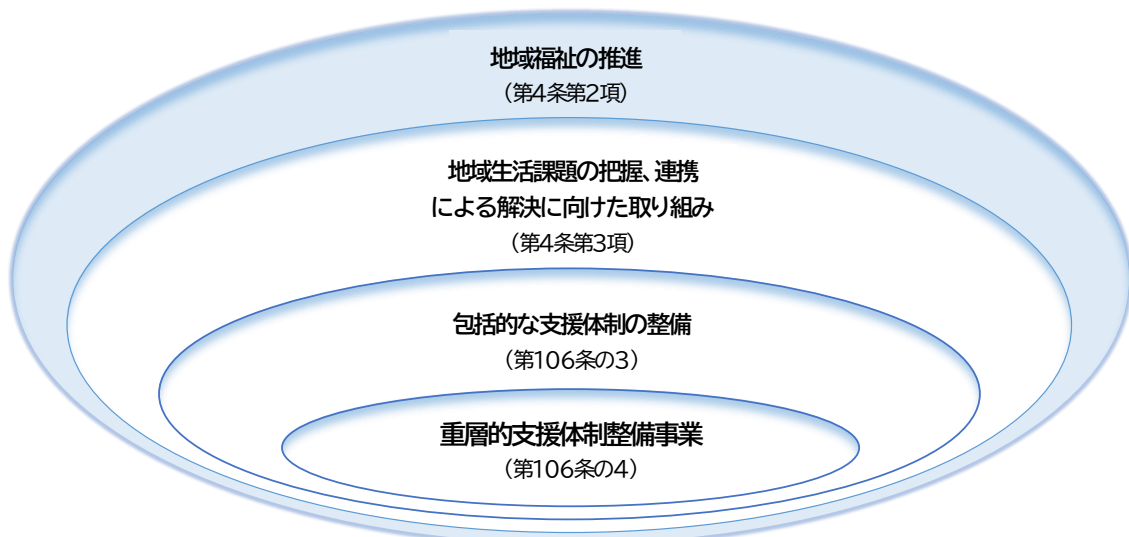 地域福祉の推進
（第4条第2項）
地域生活課題の把握、連携
による解決に向けた取り組み
（第4条第3項）
包括的な支援体制の整備
（第106条の3）
重層的支援体制整備事業
（第106条の4）